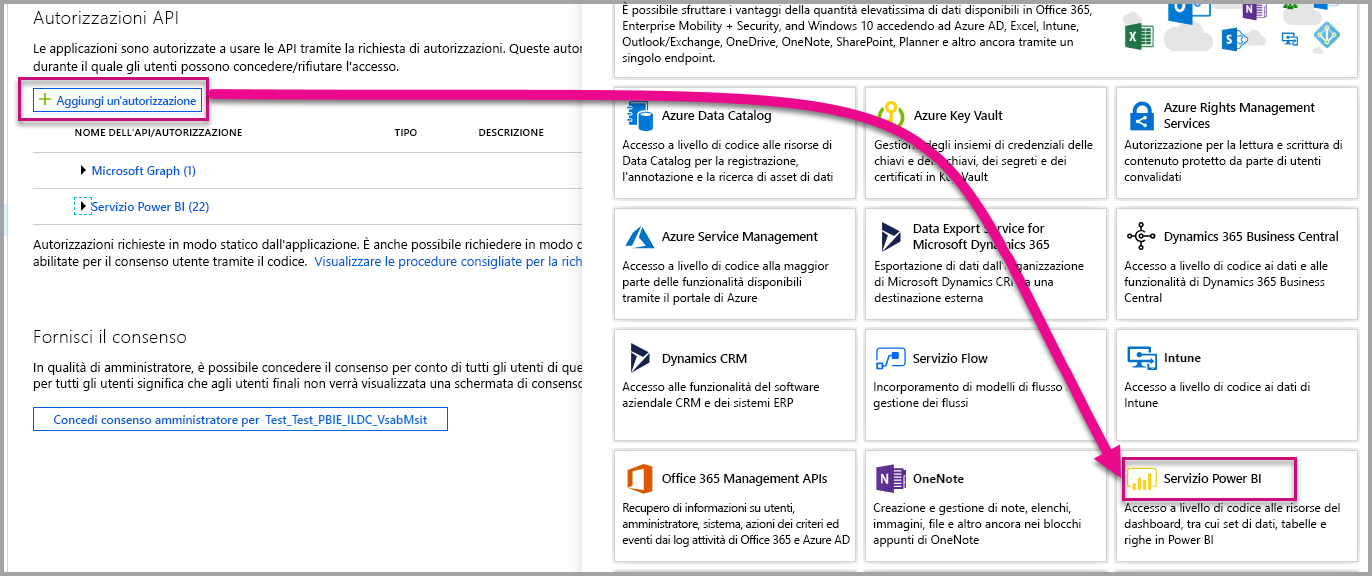 Autorizzazioni API
Le applicazioni sono autorizzate a usare le API tramite la richiesta di autorizzazioni. Queste autor
durante il quale gli utenti possono concedere/rifiutare l'accesso.
+ Aggiungi un'autorizzazione
NOME DELL'API/AUTORIZZAZIONE TIPO DESCRIZIONE
Microsoft Graph (1)
Servizio Power BI (22)
Autorizzazioni richieste in modo statico dall'applicazione. È anche possibile richiedere in modo d
abilitate per il consenso utente tramite il codice. Visualizzare le procedure consigliate per la rich
Fornisci il consenso
In qualità di amministratore, è possibile concedere il consenso per conto di tutti gli utenti di que
per tutti gli utenti significa che agli utenti finali non verrà visualizzata una schermata di consenso
Concedi consenso amministratore per Test_Test_PBIE_ILDC_VsabMsit
È possibile sfruttare i vantaggi della quantità elevatissima di dati disponibili in Office 365,
Enterprise Mobility + Security, and Windows 10 accedendo ad Azure AD, Excel, Intune,
Outlook/Exchange, OneDrive, OneNote, SharePoint, Planner e altro ancora tramite un
singolo endpoint.
Azure Data Catalog
Accesso a livello di codice alle risorse di
Data Catalog per la registrazione,
l'annotazione e la ricerca di asset di dati
Azure Key Vault
degli insiemi di credenziali delle
chiavi e dei segreti e dei
certificati in Vault
Azure Rights Management
Services
Autorizzazione per la lettura e scrittura di
contenuto protetto da parte di utenti
convalidati
Azure Service Management
Accesso a livello di codice alla maggior
parte delle funzionalità disponibili
tramite il portale di Azure
Data Export Service for
Microsoft Dynamics 365
Esportazione di dati dall'organizzazione
di Microsoft Dynamics CRM a una
destinazione esterna
Dynamics 365 Business Central
Accesso a livello di codice ai dati e alle
funzionalità di Dynamics 365 Business
Central
Dynamics CRM
Accesso alle funzionalità del software
aziendale CRM e dei sistemi ERP
Servizio Flow
Incorporamento di modelli di flusso
gestione dei flussi
Intune
Accesso a livello di codice ai dati di
Intune
Office 365 Management APIs
Recupero di informazioni su utenti,
amministratore, sistema, azioni dei criteri ed
eventi dai log attività di Office 365 e Azure AD
OneNote
Creazione e gestione di note, elenchi,
immagini, file e altro ancora nei blocchi
appunti di OneNote
Servizio Power BI
Accesso a livello di codice alle risorse del
dashboard, tra cui set di dati, tabelle e
righe in Power BI